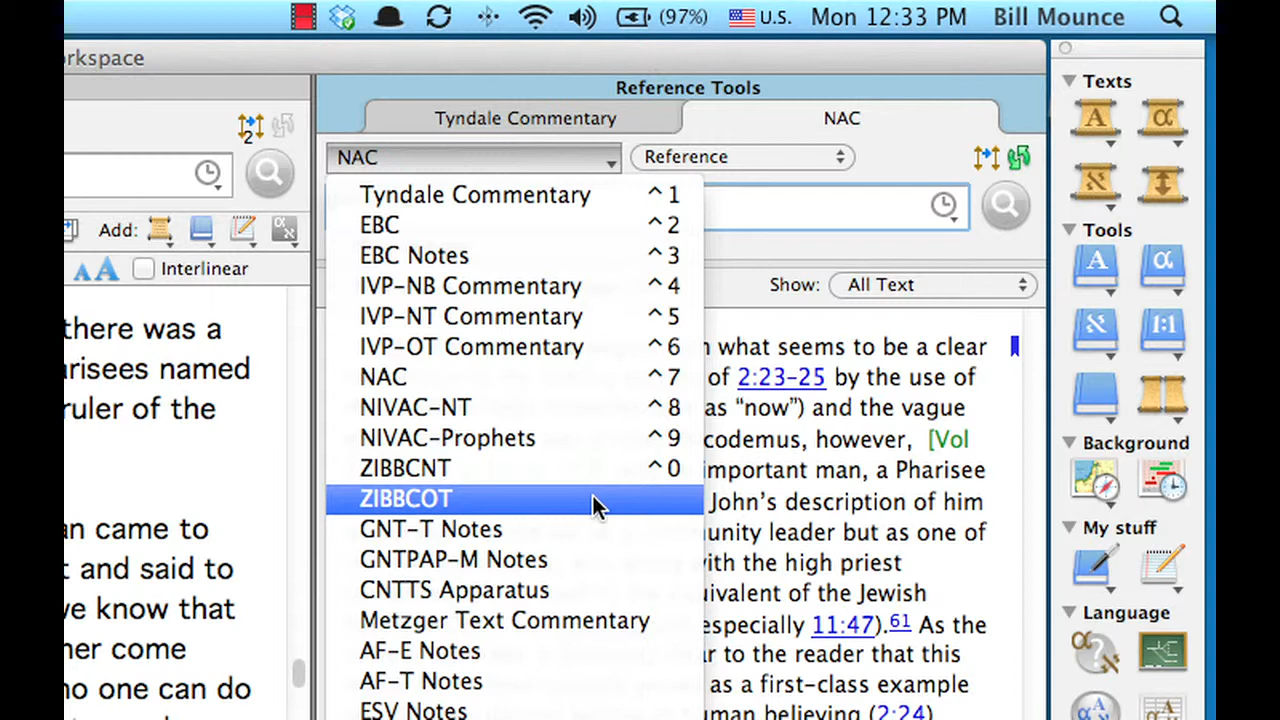 (97%) U.S. Mon 12:33 PM Bill Mounce
rkspace
2
Add:
A A Interlinear
there was a
arisees named
ruler of the
an came to
t and said to
we know that
her come
no one can do
Reference Tools
Tyndale Commentary NAC
NAC Reference
Show: All Text
Tyndale Commentary ^ 1
EBC ^ 2
EBC Notes ^ 3
IVP-NB Commentary ^ 4
IVP-NT Commentary ^ 5
IVP-OT Commentary ^ 6
NAC ^ 7
NIVAC-NT ^ 8
NIVAC-Prophets ^ 9
ZIBBCNT ^ 0
ZIBBCOT
GNT-T Notes
GNTPAP-M Notes
CNTTS Apparatus
Metzger Text Commentary
AF-E Notes
AF-T Notes
ESV Notes
n what seems to be a clear
of 2:23-25 by the use of
as “now”) and the vague
codemus, however, [Vol
important man, a Pharisee
John’s description of him
unity leader but as one of
with the high priest
uivalent of the Jewish
especially 11:47).61 As the
ar to the reader that this
as a first-class example
uman believing (2:24)
Texts
A α
א
Tools
A α
א 1:1
Background
My stuff
Language
α ? א